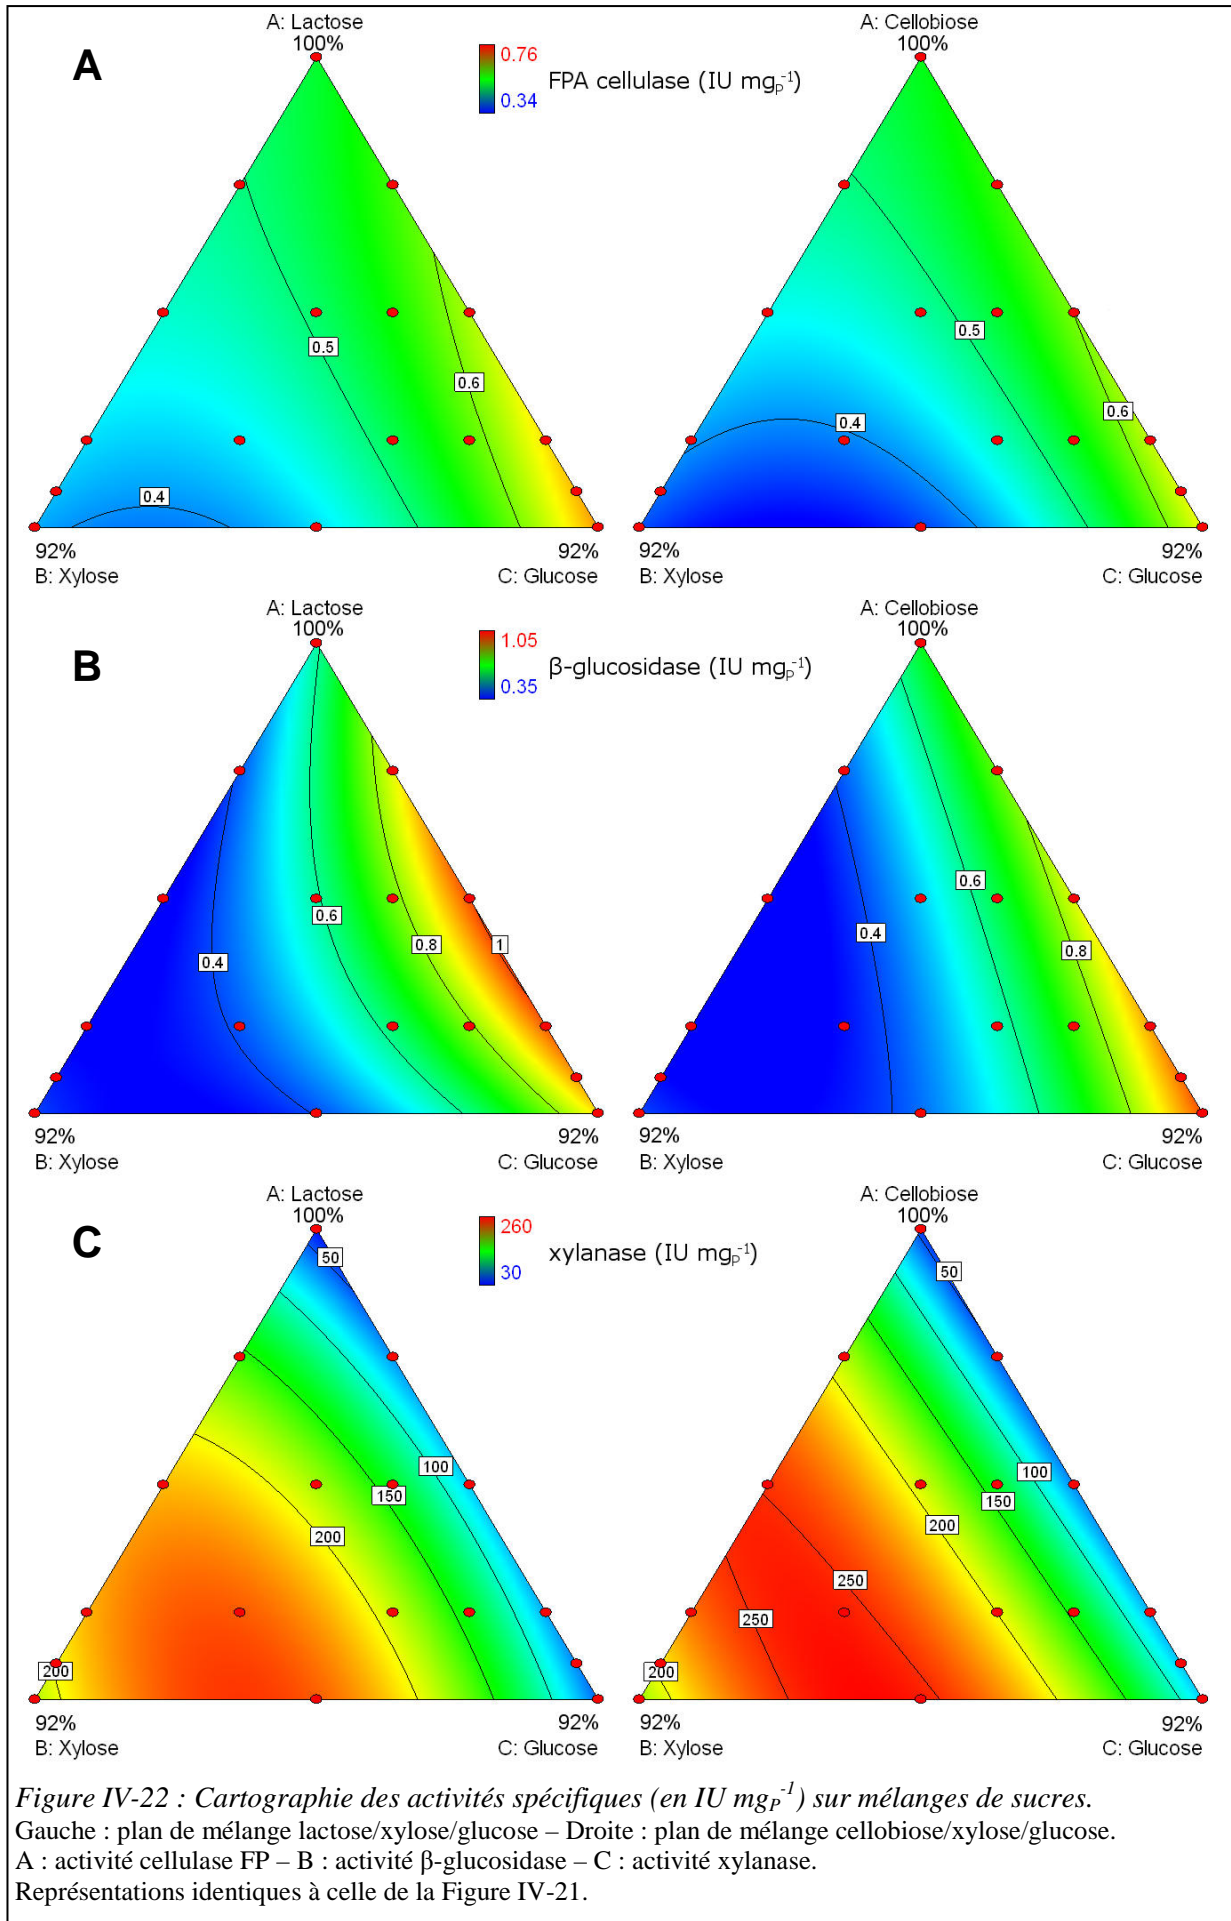 A
A: Lactose
100%
0.76
0.34
FPA cellulase (IU mgP-1)
A: Cellobiose
100%
0.5
0.6
0.4
0.5
0.6
0.4
92%
B: Xylose
92%
C: Glucose
92%
B: Xylose
92%
C: Glucose
B
A: Lactose
100%
1.05
0.35
β-glucosidase (IU mgP-1)
A: Cellobiose
100%
0.4
0.6
0.8
1
0.4
0.6
0.8
92%
B: Xylose
92%
C: Glucose
92%
B: Xylose
92%
C: Glucose
C
A: Lactose
100%
260
30
xylanase (IU mgP-1)
A: Cellobiose
100%
50
100
150
200
200
50
100
150
200
250
250
200
92%
B: Xylose
92%
C: Glucose
92%
B: Xylose
92%
C: Glucose
Figure IV-22 : Cartographie des activités spécifiques (en IU mgP-1) sur mélanges de sucres.
Gauche : plan de mélange lactose/xylose/glucose – Droite : plan de mélange cellobiose/xylose/glucose.
A : activité cellulase FP – B : activité β-glucosidase – C : activité xylanase.
Représentations identiques à celle de la Figure IV-21.